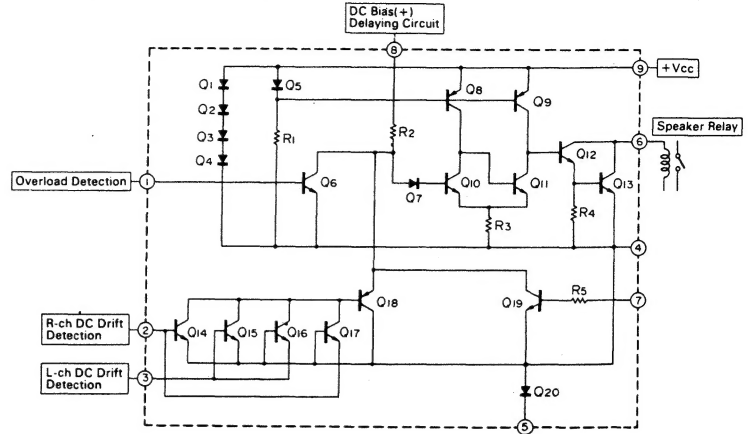 DC Bias(+)
Delaying Circuit
8
9
+Vcc
Q1
Q5
Q8
Q9
Q2
Q3
R1
R2
Speaker Relay
Q4
Q12
6
Overload Detection
1
Q6
Q7
Q10
Q11
Q13
R3
R4
4
Q18
Q19
R5
7
R-ch DC Drift
Detection
2
Q14
Q15
Q16
Q17
L-ch DC Drift
Detection
3
Q20
5